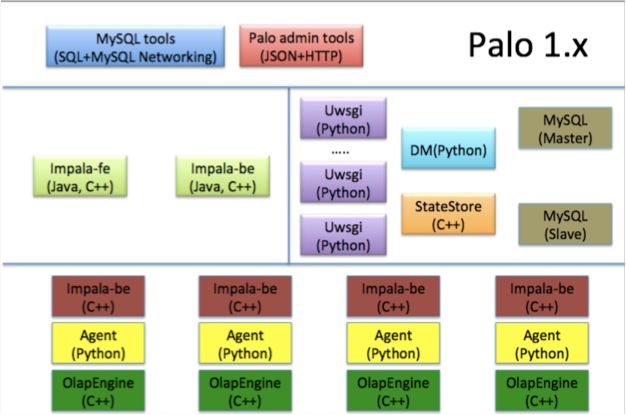 MySQL tools
(SQL+MySQL Networking)
Palo admin tools
(JSON+HTTP)
Palo 1.x
Impala-fe
(Java, C++)
Impala-be
(Java, C++)
Uwsgi
(Python)
.....
Uwsgi
(Python)
Uwsgi
(Python)
DM(Python)
StateStore
(C++)
MySQL
(Master)
MySQL
(Slave)
Impala-be
(C++)
Impala-be
(C++)
Impala-be
(C++)
Impala-be
(C++)
Agent
(Python)
Agent
(Python)
Agent
(Python)
Agent
(Python)
OlapEngine
(C++)
OlapEngine
(C++)
OlapEngine
(C++)
OlapEngine
(C++)